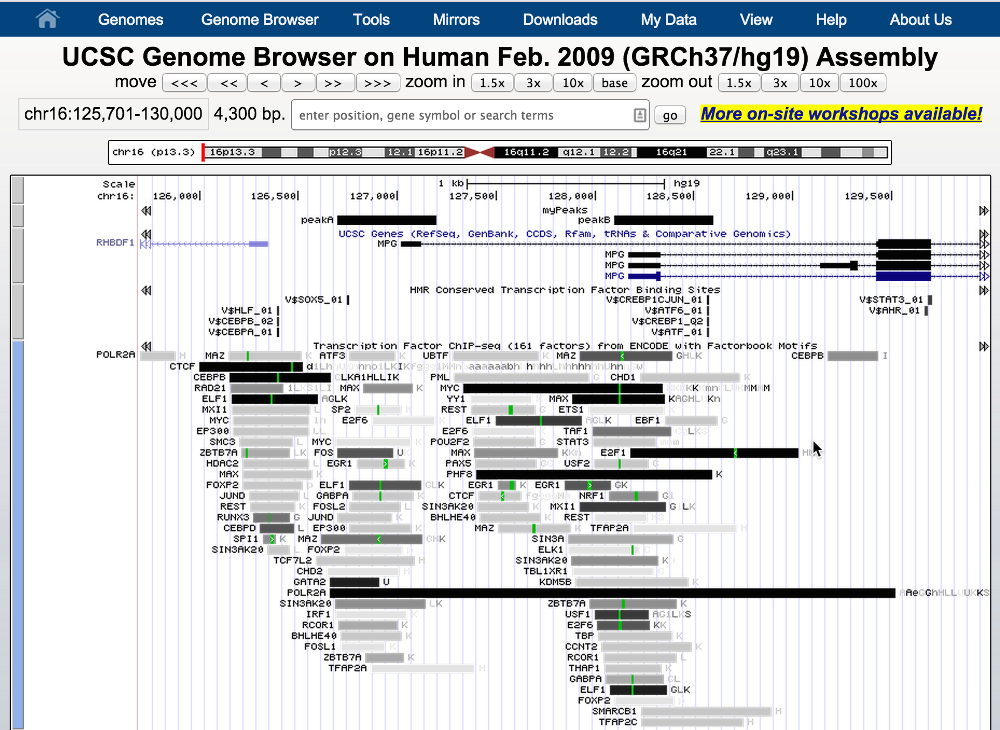 Genomes Genome Browser Tools Mirrors Downloads My Data View Help About Us
UCSC Genome Browser on Human Feb. 2009 (GRCh37/hg19) Assembly
move <<< << < > >> >>> zoom in 1.5x 3x 10x base zoom out 1.5x 3x 10x 100x
chr16:125,701-130,000 4,300 bp. enter position, gene symbol or search terms go More on-site workshops available!
chr16 (p13.3) 16p13.3 p12.3 12.1 16p11.2 16q11.2 q12.1 12.2 16q21 22.1 q23.1
Scale 1 kb hg19
chr16: 126,000| 126,500| 127,000| 127,500| 128,000| 128,500| 129,000| 129,500|
myPeaks
peakA peakB
UCSC Genes (RefSeq, GenBank, CCDS, Rfam, tRNAs & Comparative Genomics)
RHBDF1 MPG
MPG
MPG
MPG
HMR Conserved Transcription Factor Binding Sites
V$SOX5_01 V$CREBP1CJUN_01 V$STAT3_01
V$HLF_01 V$ATF6_01 V$AHR_01
V$CEBPB_02 V$CREBP1_Q2
V$CEBPA_01 V$ATF_01
Transcription Factor ChIP-seq (161 factors) from ENCODE with Factorbook Motifs
POLR2A H MAZ K ATF3 K UBTF K MAZ GHLK CEBPB I
CTCF
CEBPB GLKA1HLLIK PML G CHD1 K
RAD21 1LKS1LI MAX K MYC
ELF1 AGLK YY1 K MAX KAGHLUKn
MXI1 L SP2 K REST G ETS1 K
MYC in E2F6 K ELF1 AGLK EBF1 G
EP300 LL E2F6 K TAF1 GgLKS
SMC3 L MYC K POU2F2 G STAT3 mnm
ZBTB7A LK FOS UK MAX KKn E2F1
HDAC2 L EGR1 K PAX5 GC USF2 G
MAX K PHF8 K
FOXP2 p ELF1 GLK EGR1 K EGR1 GK
JUND L GABPA K CTCF NRF1 G1
REST K FOSL2 L SIN3AK20 K MXI1 GILK
RUNX3 G JUND K BHLHE40 K REST KS
CEBPD L EP300 K MAZ K TFAP2A H
SPI1 K MAZ GHK SIN3A G
SIN3AK20 L FOXP2 p ELK1 G
TCF7L2 H SIN3AK20 Kp
CHD2 H TBL1XR1 G
GATA2 U KDM5B K
POLR2A AAeGGhHLLUUKKS
SIN3AK20 LK ZBTB7A K
IRF1 K USF1 AG1LKS
RCOR1 K E2F6 KK
BHLHE40 K TBP K
FOSL1 K CCNT2 K
ZBTB7A K RCOR1 L
TFAP2A H THAP1 K
GABPA GL
ELF1 GLK
FOXP2 p
SMARCB1 H
TFAP2C H